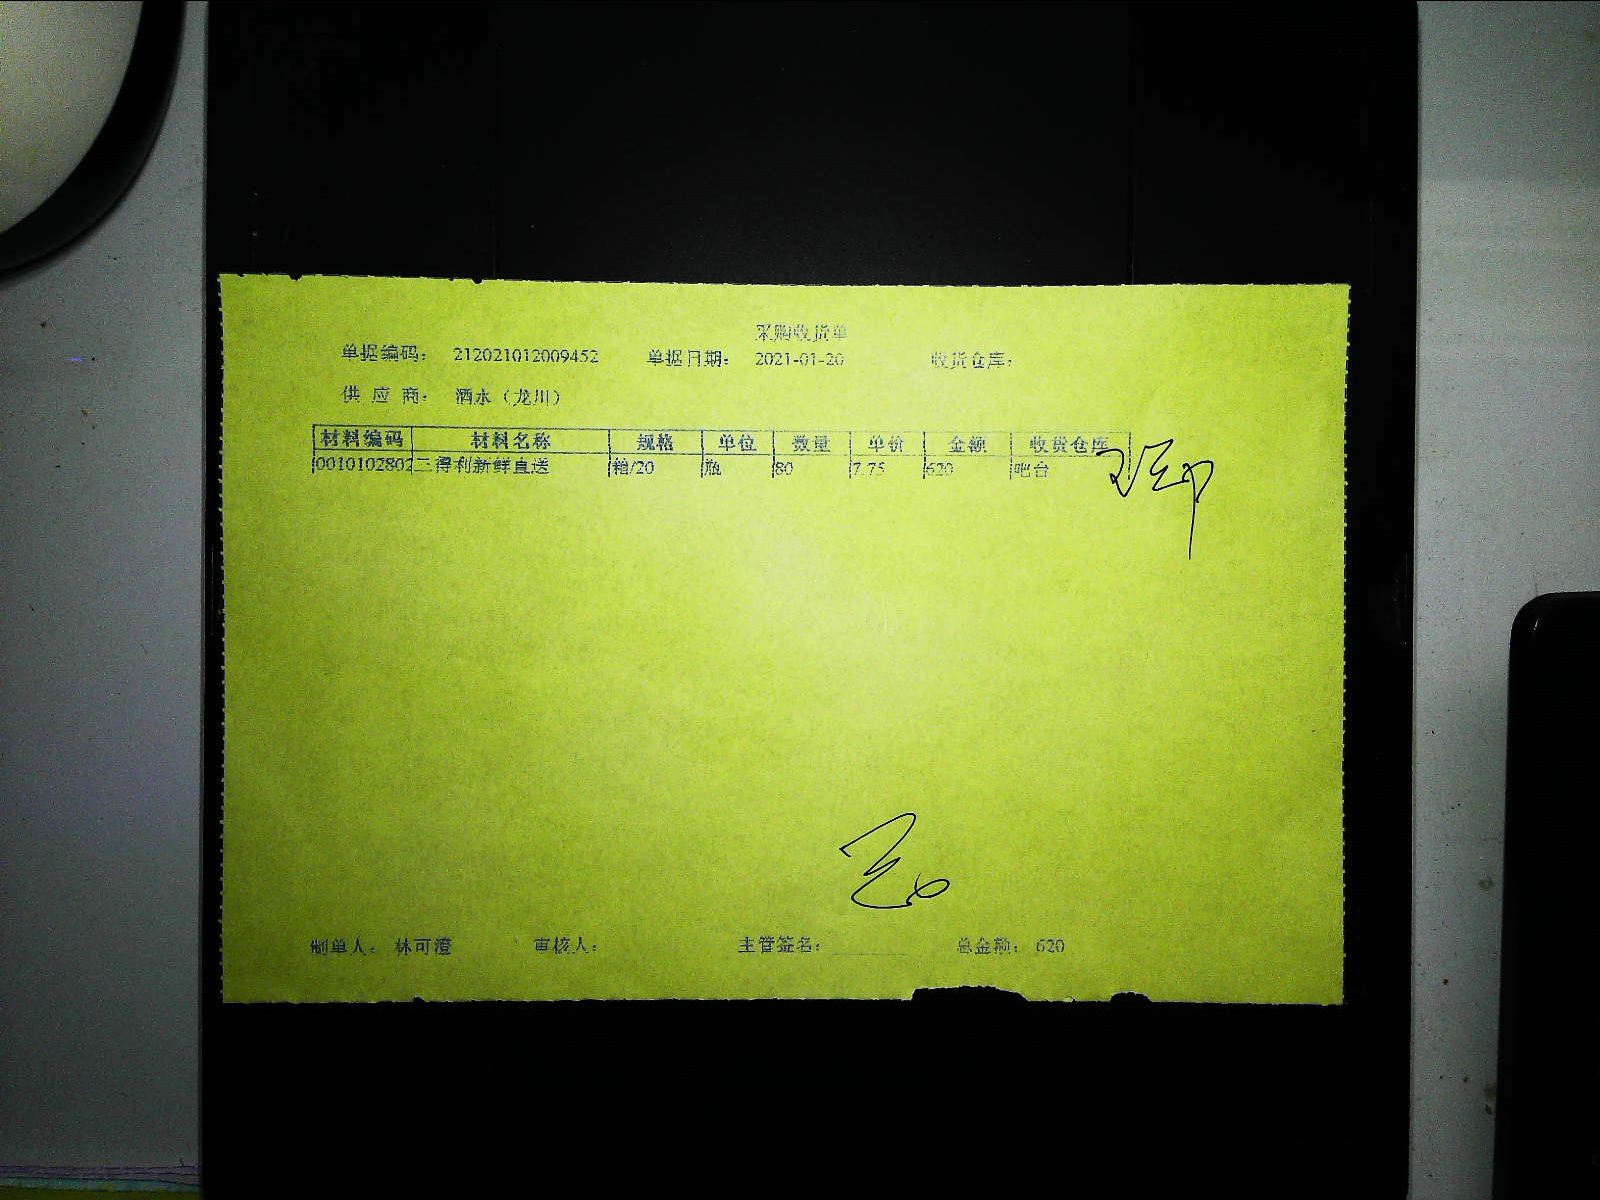 采购收货单
单据编码： 212021012009452 单据日期： 2021-01-20 收货仓库：
供 应 商： 酒水（龙川）
材料编码 材料名称 规格 单位 数量 单价 金额 收货仓库
0010102802 三得利新鲜直送 箱/20 瓶 80 7.75 620 吧台
制单人： 林可澄 审核人： 主管签名： 总金额： 620